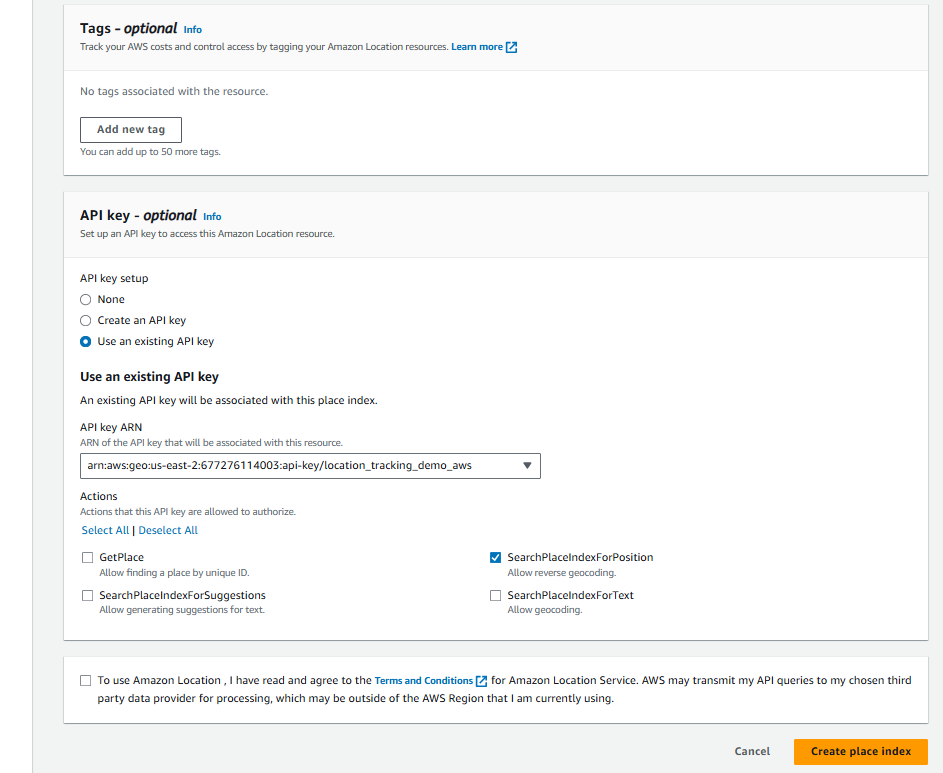 Tags - optional Info
Track your AWS costs and control access by tagging your Amazon Location resources. Learn more
No tags associated with the resource.
Add new tag
You can add up to 50 more tags.
API key - optional Info
Set up an API key to access this Amazon Location resource.
API key setup
None
Create an API key
Use an existing API key
Use an existing API key
An existing API key will be associated with this place index.
API key ARN
ARN of the API key that will be associated with this resource.
arn:aws:geo:us-east-2:677276114003:api-key/location_tracking_demo_aws
Actions
Actions that this API key are allowed to authorize.
Select All | Deselect All
GetPlace
Allow finding a place by unique ID.
SearchPlaceIndexForPosition
Allow reverse geocoding.
SearchPlaceIndexForSuggestions
Allow generating suggestions for text.
SearchPlaceIndexForText
Allow geocoding.
To use Amazon Location , I have read and agree to the Terms and Conditions for Amazon Location Service. AWS may transmit my API queries to my chosen third
party data provider for processing, which may be outside of the AWS Region that I am currently using.
Cancel
Create place index